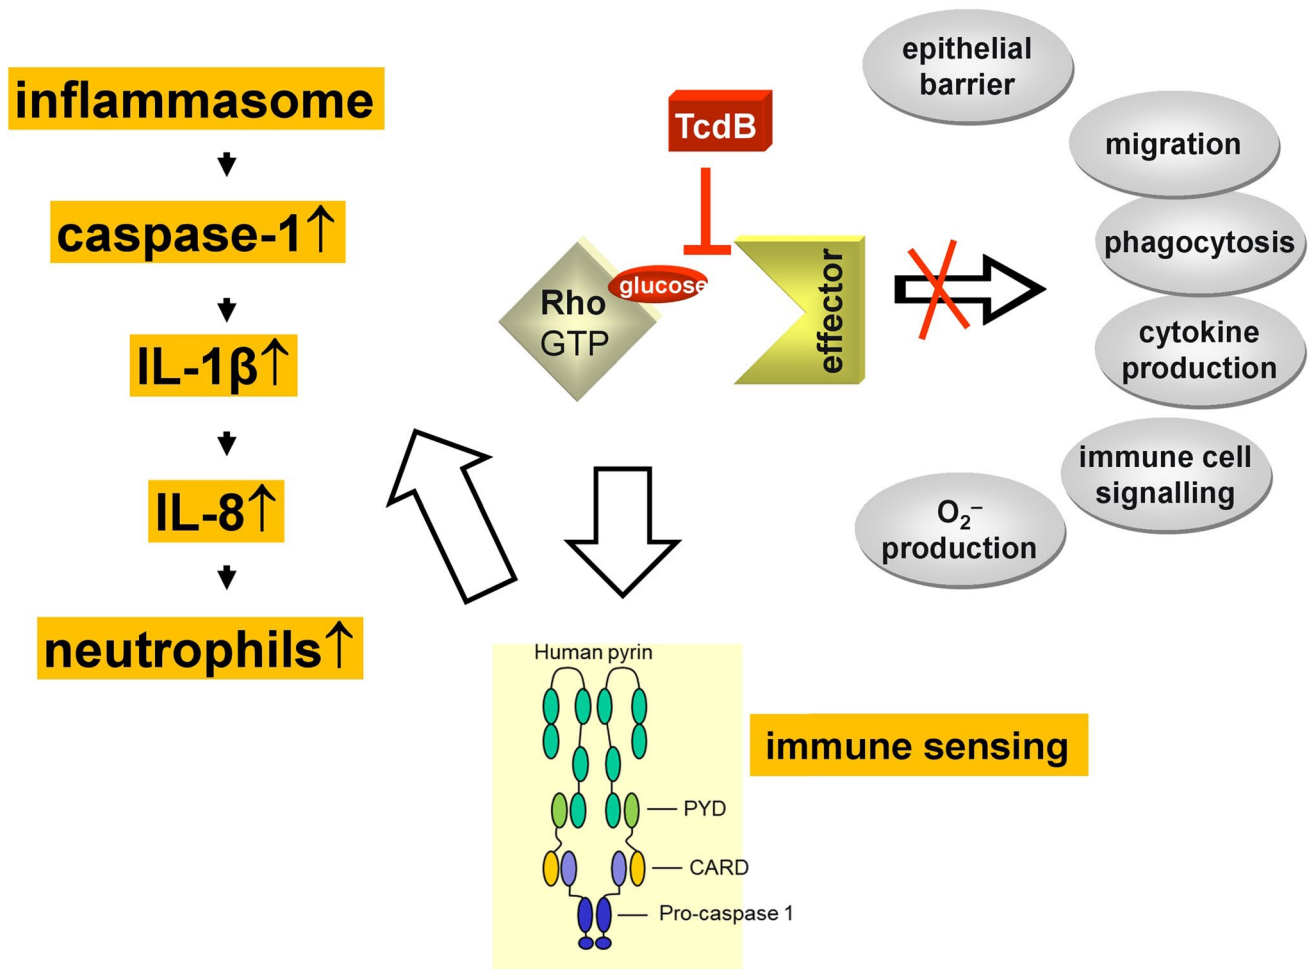 inflammasome
caspase-1↑
IL-1β↑
IL-8↑
neutrophils↑
TcdB
Rho
GTP
glucose
effector
epithelial
barrier
migration
phagocytosis
cytokine
production
immune cell
signalling
O₂⁻
production
Human pyrin
PYD
CARD
Pro-caspase 1
immune sensing